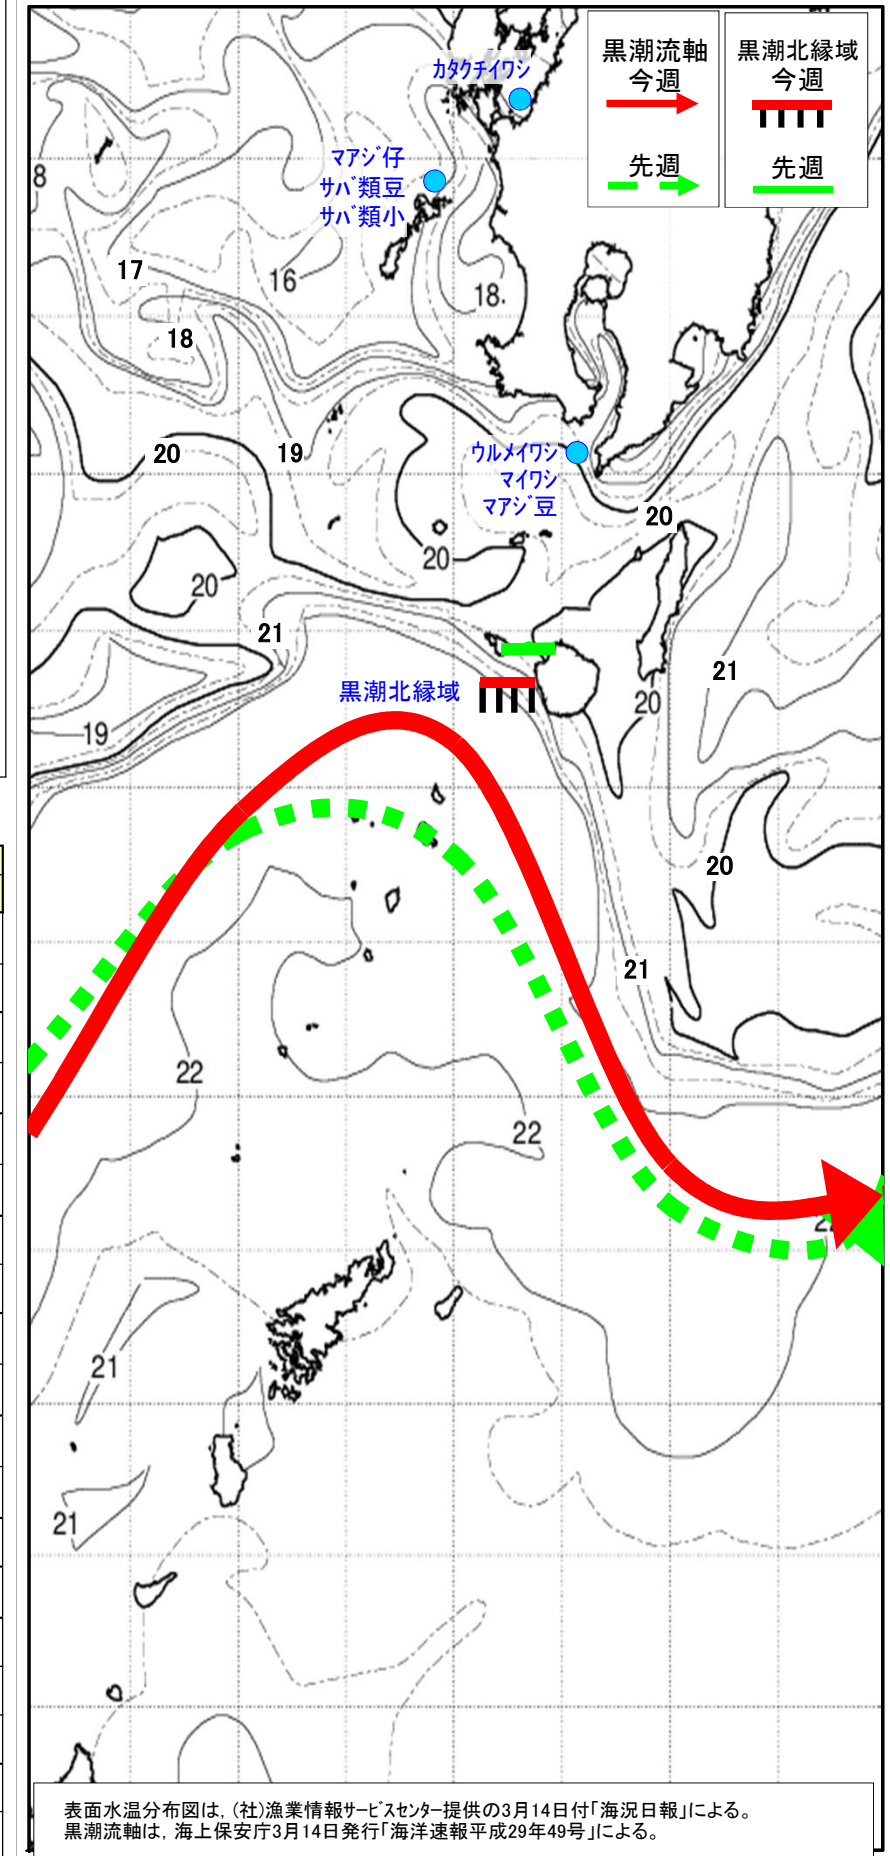 黒潮流軸
今週
先週
黒潮北縁域
今週
先週
カタクチイワシ
マアジ仔
サバ類豆
サバ類小
8
17
16
18
18
20
19
ウルメイワシ
マイワシ
マアジ豆
20
20
20
21
21
20
19
黒潮北縁域
20
21
22
22
21
21
表面水温分布図は，(社)漁業情報サービスセンター提供の3月14日付「海況日報」による。
黒潮流軸は，海上保安庁3月14日発行「海洋速報平成29年49号」による。